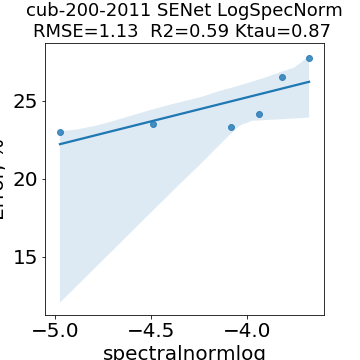 cub-200-2011 SENet LogSpecNorm
RMSE=1.13 R2=0.59 Ktau=0.87
25
20
15
−5.0 −4.5 −4.0
spectralnormlog